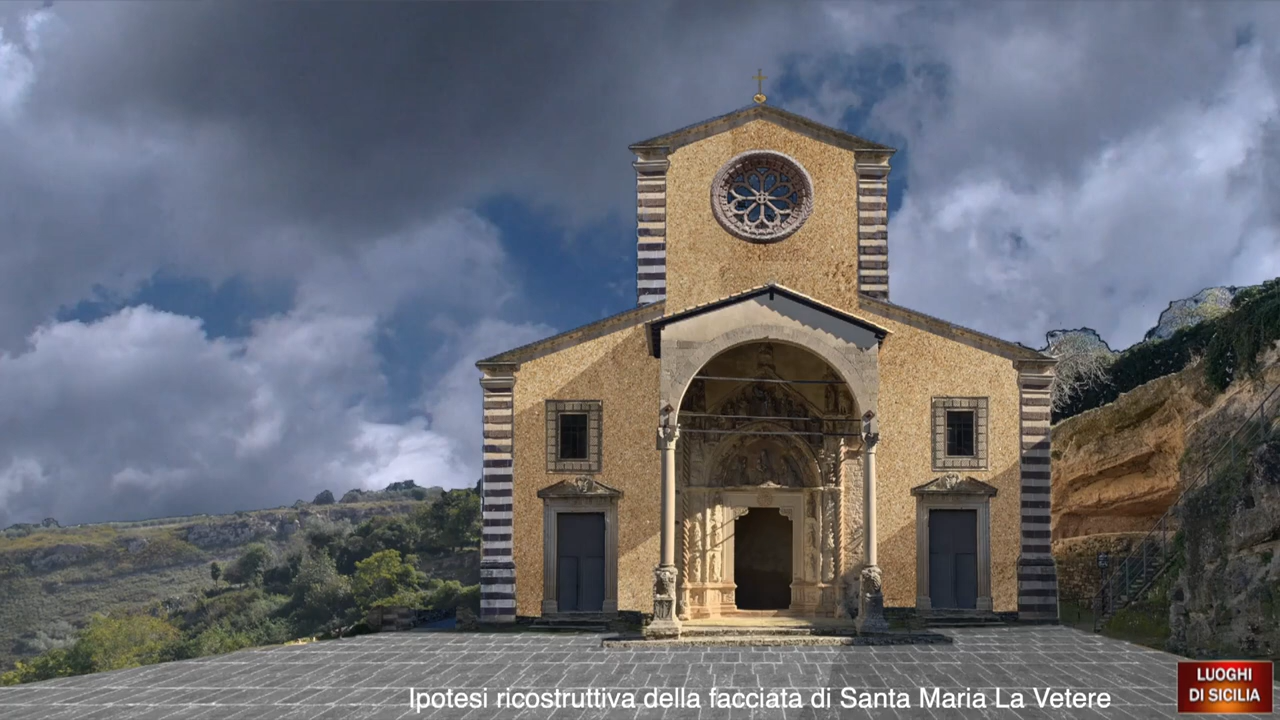 Ipotesi ricostruttiva della facciata di Santa Maria La Vetere
LUOGHI
DI SICILIA